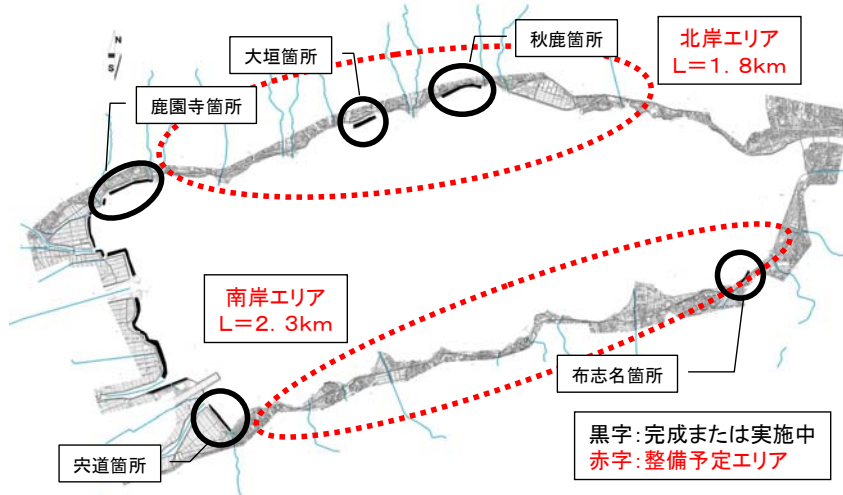 N
S
大垣箇所
秋鹿箇所
北岸エリア
L=1.8km
鹿園寺箇所
南岸エリア
L=2.3km
布志名箇所
宍道箇所
黒字:完成または実施中
赤字:整備予定エリア